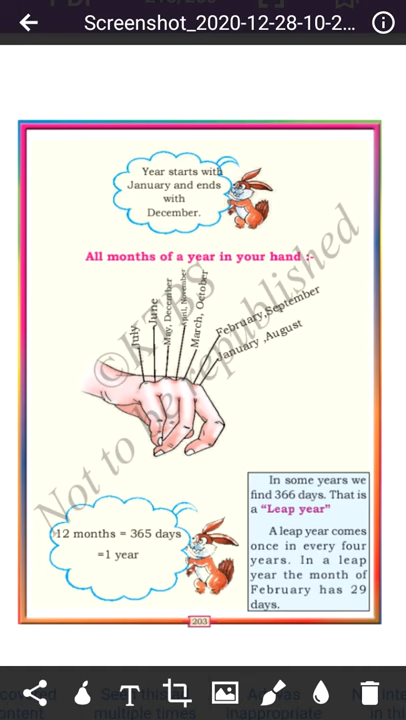 Screenshot_2020-12-28-10-2...
Year starts with
January and ends
with
December.
All months of a year in your hand :-
July
June
May, December
April, November
March, October
February,September
January ,August
©KTBS
Not to be republished
12 months = 365 days
=1 year
In some years we
find 366 days. That is
a "Leap year"
A leap year comes
once in every four
years. In a leap
year the month of
February has 29
days.
203